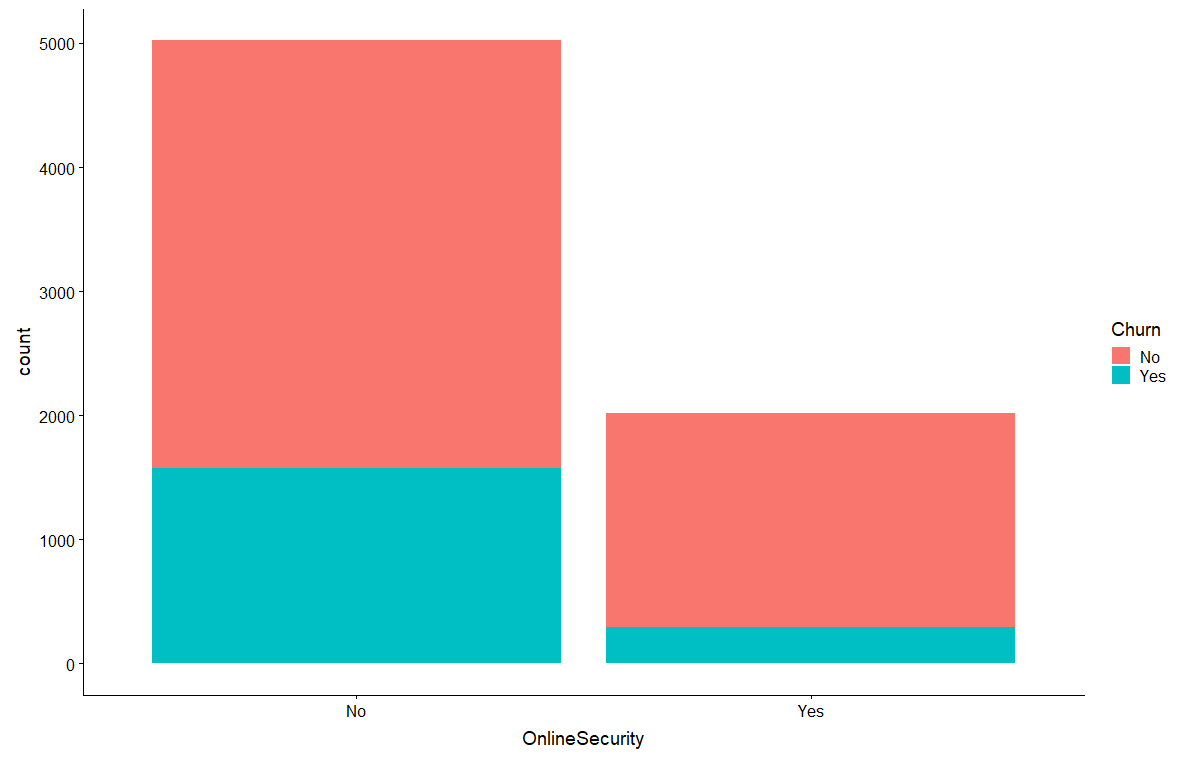 5000
4000
3000
2000
1000
0
count
No
Yes
OnlineSecurity
Churn
No
Yes